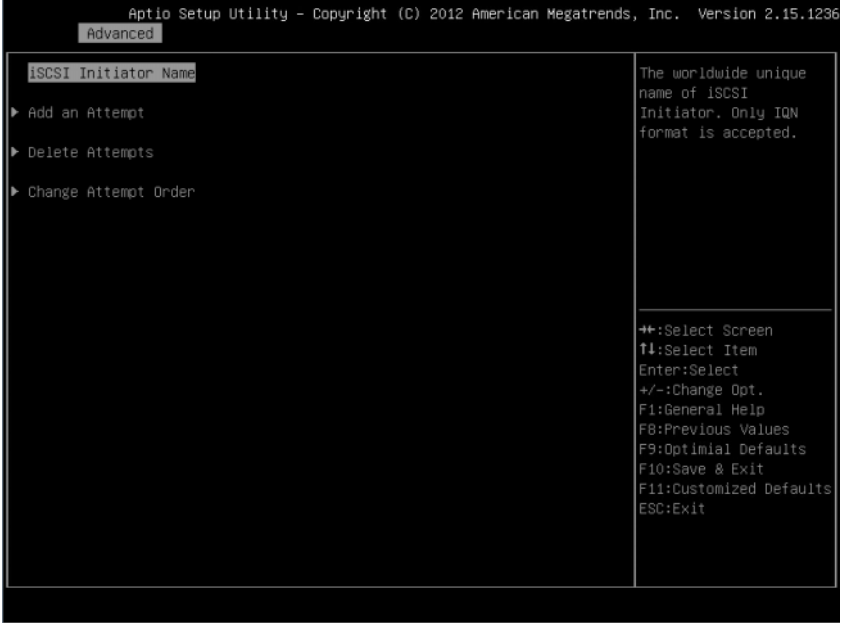 Aptio Setup Utility – Copyright (C) 2012 American Megatrends, Inc. Version 2.15.1236
Advanced
iSCSI Initiator Name
▶ Add an Attempt
▶ Delete Attempts
▶ Change Attempt Order
The worldwide unique
name of iSCSI
Initiator. Only IQN
format is accepted.
→←:Select Screen
↑↓:Select Item
Enter:Select
+/-:Change Opt.
F1:General Help
F8:Previous Values
F9:Optimial Defaults
F10:Save & Exit
F11:Customized Defaults
ESC:Exit